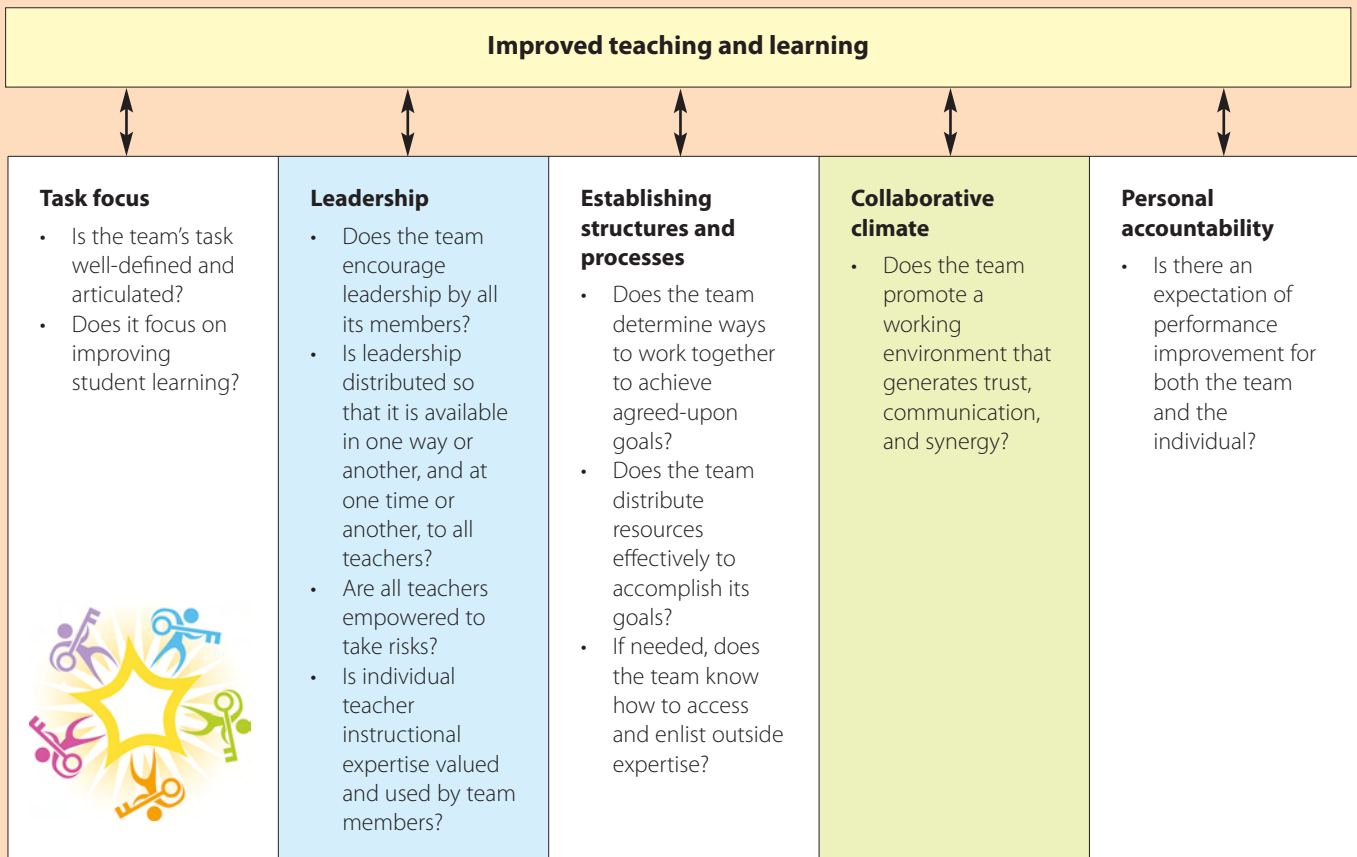 Improved teaching and learning
Task focus
• Is the team’s task
well-defined and
articulated?
• Does it focus on
improving
student learning?
Leadership
• Does the team
encourage
leadership by all
its members?
• Is leadership
distributed so
that it is available
in one way or
another, and at
one time or
another, to all
teachers?
• Are all teachers
empowered to
take risks?
• Is individual
teacher
instructional
expertise valued
and used by team
members?
Establishing
structures and
processes
• Does the team
determine ways
to work together
to achieve
agreed-upon
goals?
• Does the team
distribute
resources
effectively to
accomplish its
goals?
• If needed, does
the team know
how to access
and enlist outside
expertise?
Collaborative
climate
• Does the team
promote a
working
environment that
generates trust,
communication,
and synergy?
Personal
accountability
• Is there an
expectation of
performance
improvement for
both the team
and the
individual?